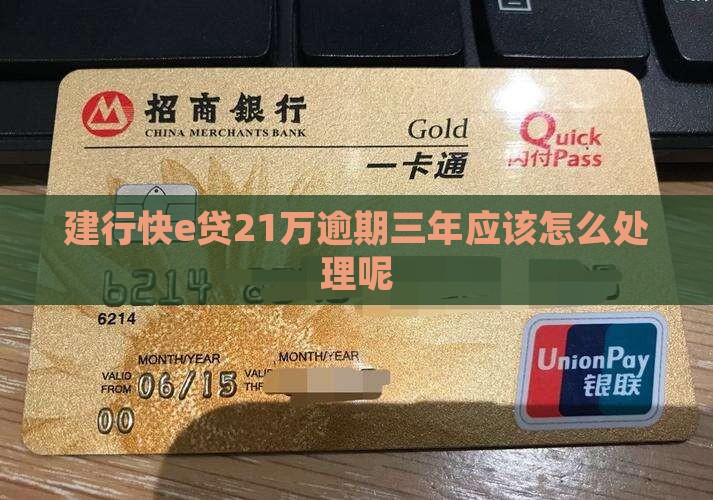 招商銀行
CHINA MERCHANTS BANK
Gold
一卡通
Quick
闪付Pass
建行快e贷21万逾期三年应该怎么处
理呢
6214
6214
MONTH/YEAR
MONTH/YEAR
VALID
FROM
06/15
00
UnionPay
银联